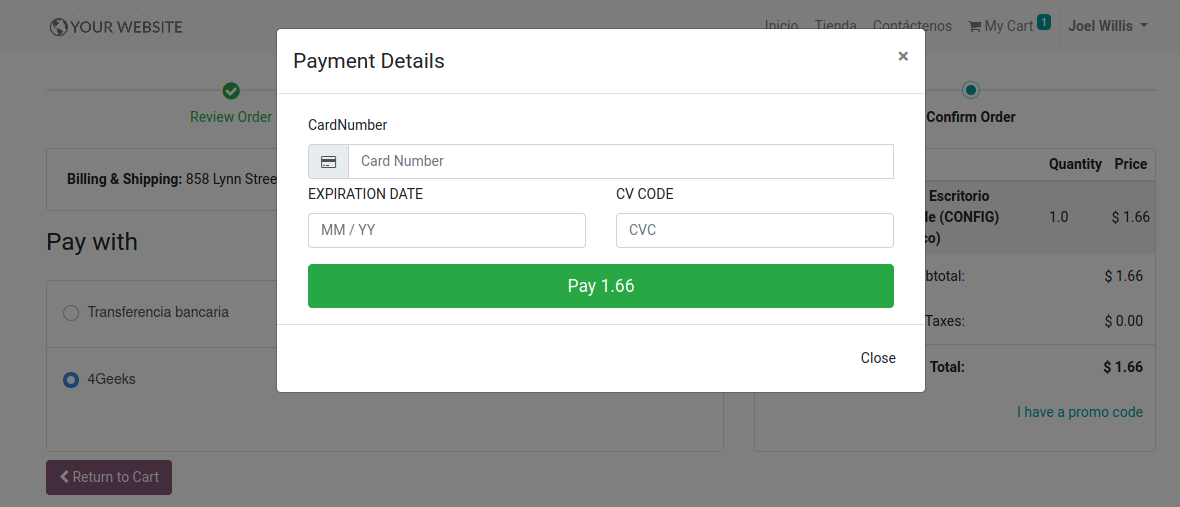 YOUR WEBSITE
Inicio Tienda Contáctenos My Cart 1 Joel Willis
Payment Details
×
Review Order
Confirm Order
CardNumber
Card Number
EXPIRATION DATE CV CODE
MM / YY CVC
Pay 1.66
Close
Billing & Shipping: 858 Lynn Stree
Pay with
Transferencia bancaria
4Geeks
Return to Cart
Quantity Price
Escritorio
(CONFIG)
1.0 $ 1.66
btotal: $ 1.66
Taxes: $ 0.00
Total: $ 1.66
I have a promo code